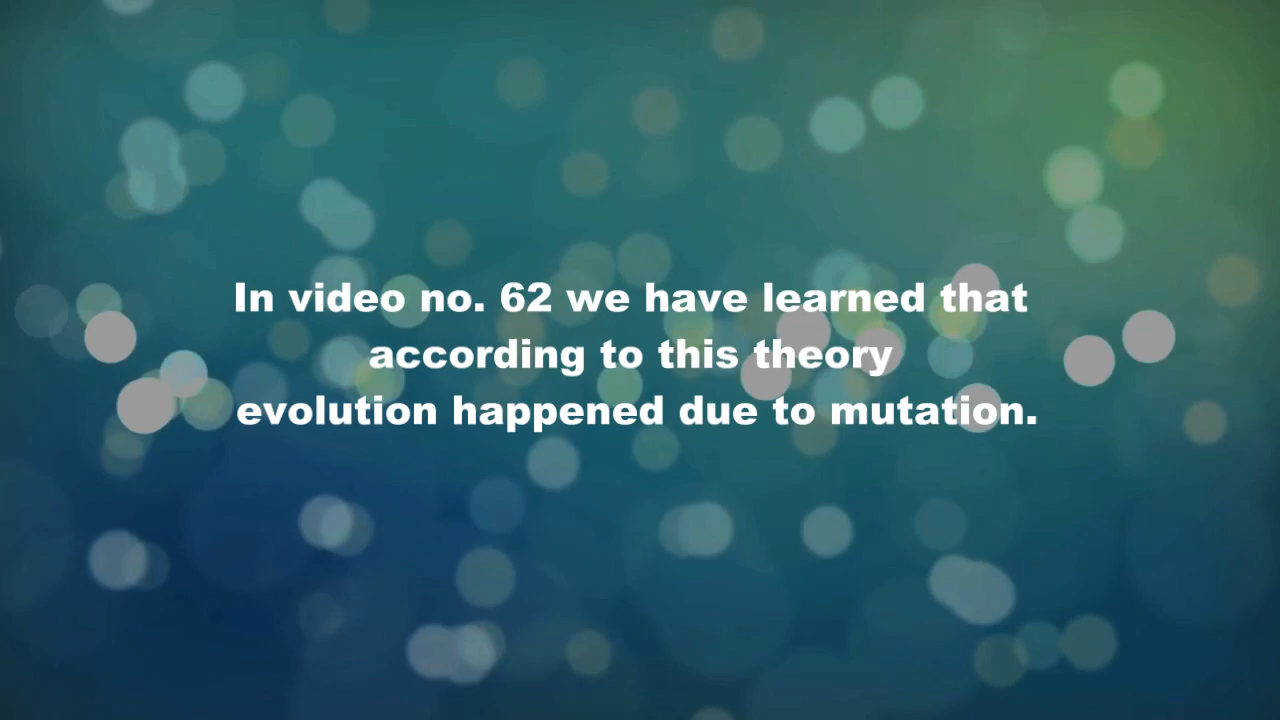 In video no. 62 we have learned that
according to this theory
evolution happened due to mutation.